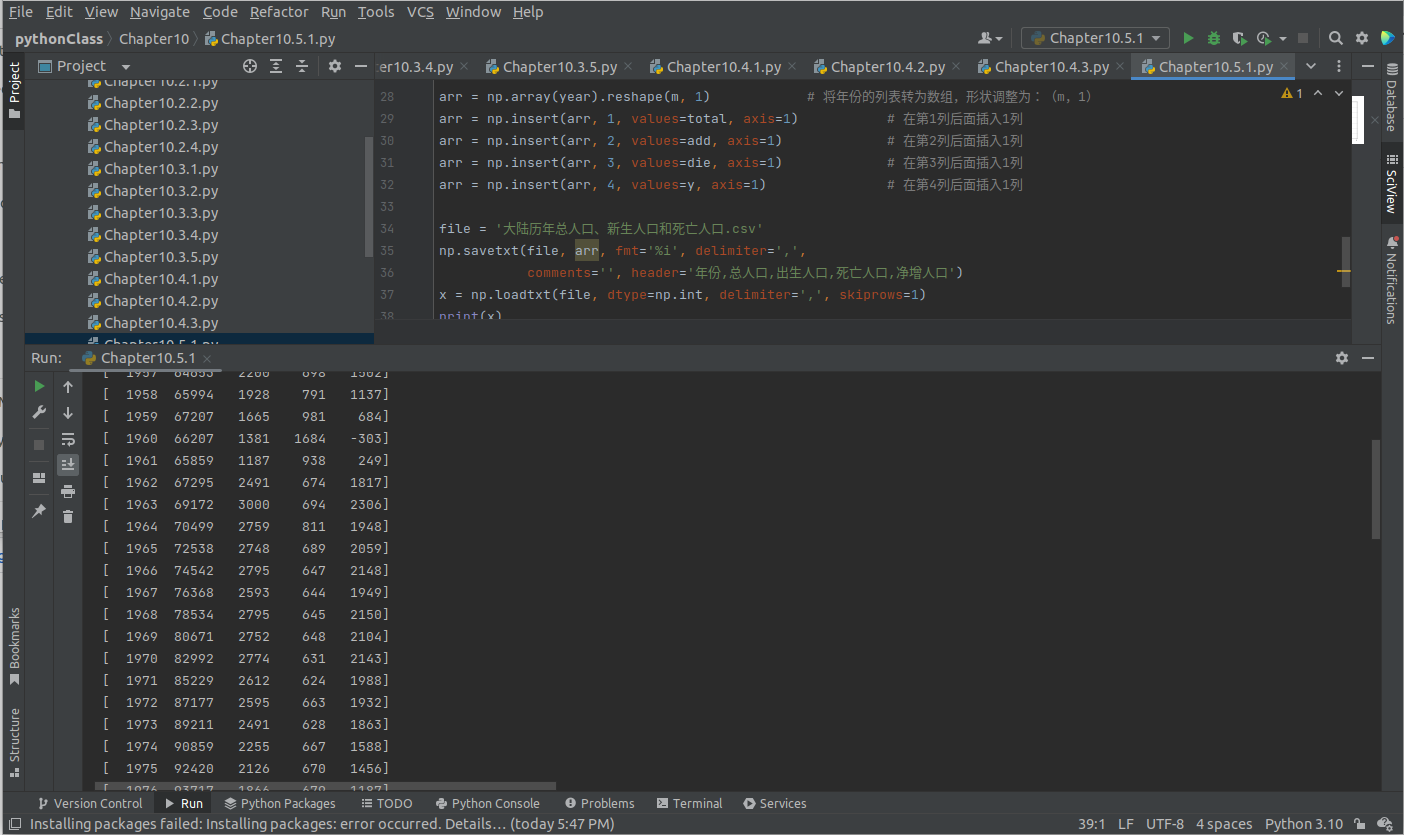 File Edit View Navigate Code Refactor Run Tools VCS Window Help
pythonClass Chapter10 Chapter10.5.1.py Chapter10.5.1
Project
Project
er10.3.4.py Chapter10.3.5.py Chapter10.4.1.py Chapter10.4.2.py Chapter10.4.3.py Chapter10.5.1.py
Chapter10.2.1.py
Chapter10.2.2.py
Chapter10.2.3.py
Chapter10.2.4.py
Chapter10.3.1.py
Chapter10.3.2.py
Chapter10.3.3.py
Chapter10.3.4.py
Chapter10.3.5.py
Chapter10.4.1.py
Chapter10.4.2.py
Chapter10.4.3.py
Chapter10.5.1.py
28 arr = np.array(year).reshape(m, 1) # 将年份的列表转为数组，形状调整为：（m，1）
29 arr = np.insert(arr, 1, values=total, axis=1) # 在第1列后面插入1列
30 arr = np.insert(arr, 2, values=add, axis=1) # 在第2列后面插入1列
31 arr = np.insert(arr, 3, values=die, axis=1) # 在第3列后面插入1列
32 arr = np.insert(arr, 4, values=y, axis=1) # 在第4列后面插入1列
33
34 file = '大陆历年总人口、新生人口和死亡人口.csv'
35 np.savetxt(file, arr, fmt='%i', delimiter=',',
36 comments='', header='年份,总人口,出生人口,死亡人口,净增人口')
37 x = np.loadtxt(file, dtype=np.int, delimiter=',', skiprows=1)
38 print(x)
1
Database
SciView
Notifications
Run: Chapter10.5.1
[ 1957 64653 2200 698 1502]
[ 1958 65994 1928 791 1137]
[ 1959 67207 1665 981 684]
[ 1960 66207 1381 1684 -303]
[ 1961 65859 1187 938 249]
[ 1962 67295 2491 674 1817]
[ 1963 69172 3000 694 2306]
[ 1964 70499 2759 811 1948]
[ 1965 72538 2748 689 2059]
[ 1966 74542 2795 647 2148]
[ 1967 76368 2593 644 1949]
[ 1968 78534 2795 645 2150]
[ 1969 80671 2752 648 2104]
[ 1970 82992 2774 631 2143]
[ 1971 85229 2612 624 1988]
[ 1972 87177 2595 663 1932]
[ 1973 89211 2491 628 1863]
[ 1974 90859 2255 667 1588]
[ 1975 92420 2126 670 1456]
[ 1976 93717 1866 679 1187]
Bookmarks
Structure
Version Control Run Python Packages TODO Python Console Problems Terminal Services
Installing packages failed: Installing packages: error occurred. Details... (today 5:47 PM) 39:1 LF UTF-8 4 spaces Python 3.10